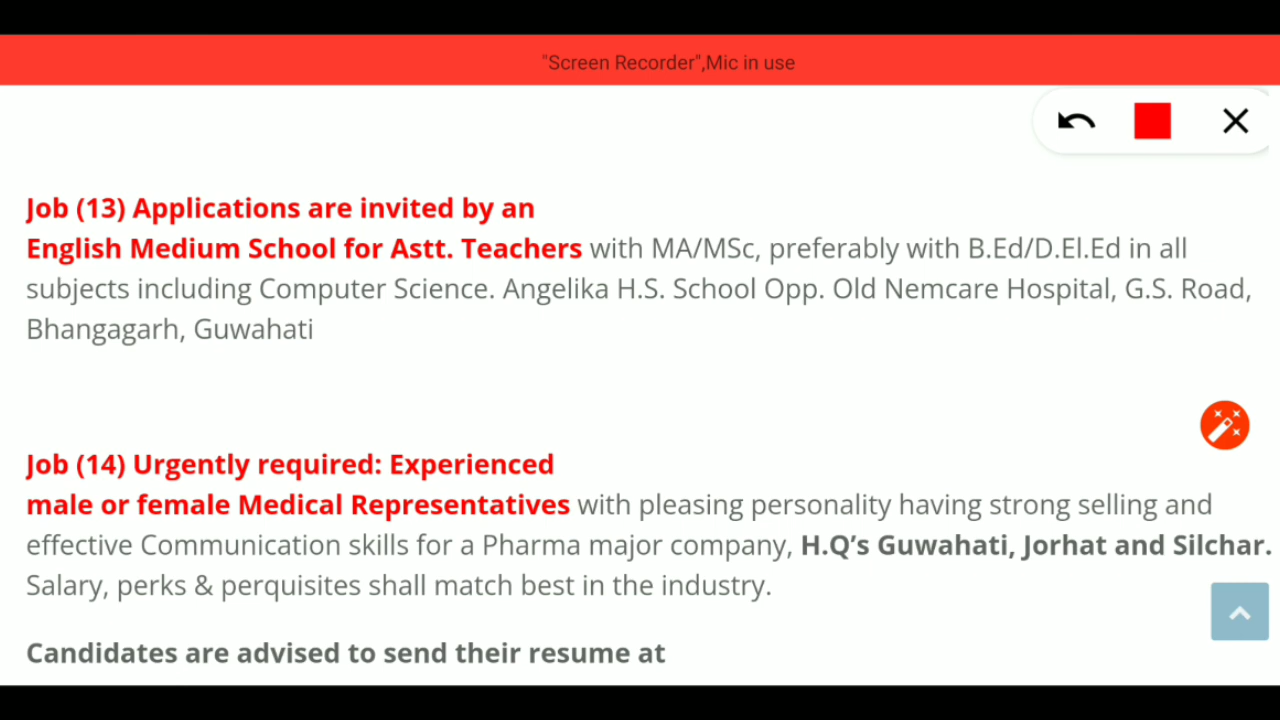 "Screen Recorder",Mic in use
Job (13) Applications are invited by an
English Medium School for Astt. Teachers with MA/MSc, preferably with B.Ed/D.El.Ed in all
subjects including Computer Science. Angelika H.S. School Opp. Old Nemcare Hospital, G.S. Road,
Bhangagarh, Guwahati
Job (14) Urgently required: Experienced
male or female Medical Representatives with pleasing personality having strong selling and
effective Communication skills for a Pharma major company, H.Q’s Guwahati, Jorhat and Silchar.
Salary, perks & perquisites shall match best in the industry.
Candidates are advised to send their resume at